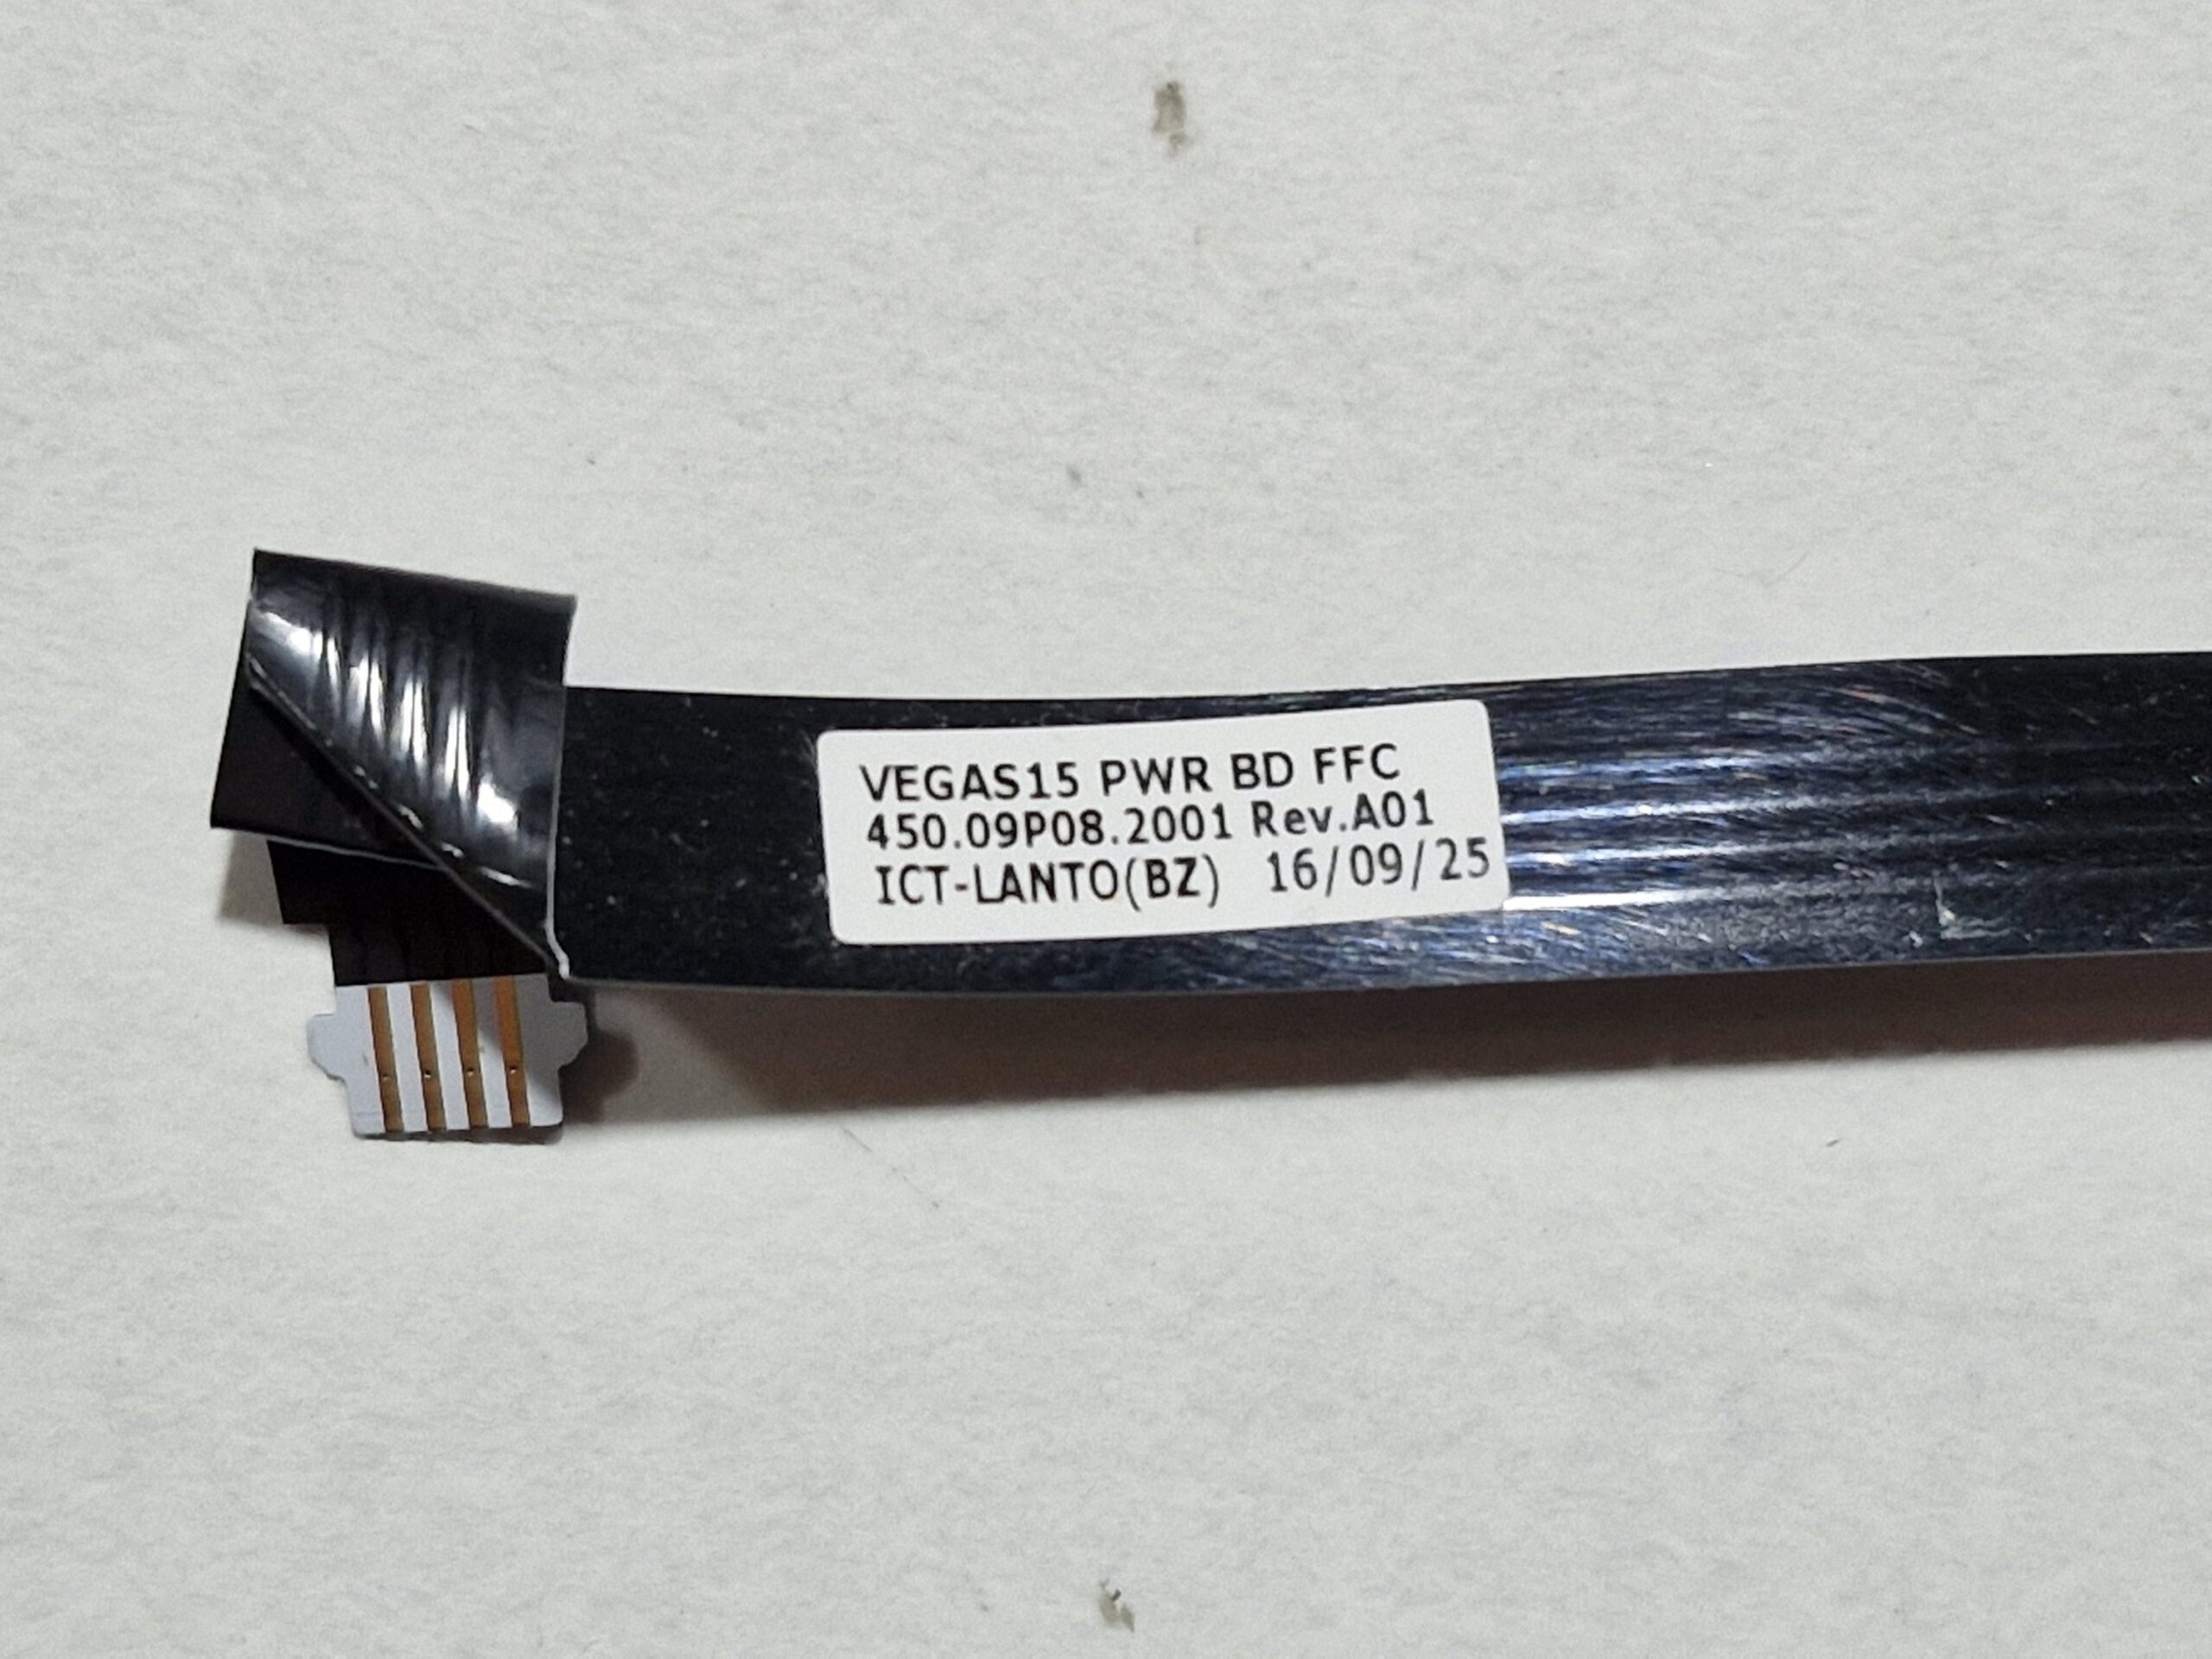 VEGAS15 PWR BD FFC
450.09P08.2001 Rev.A01
ICT-LANTO(BZ) 16/09/25